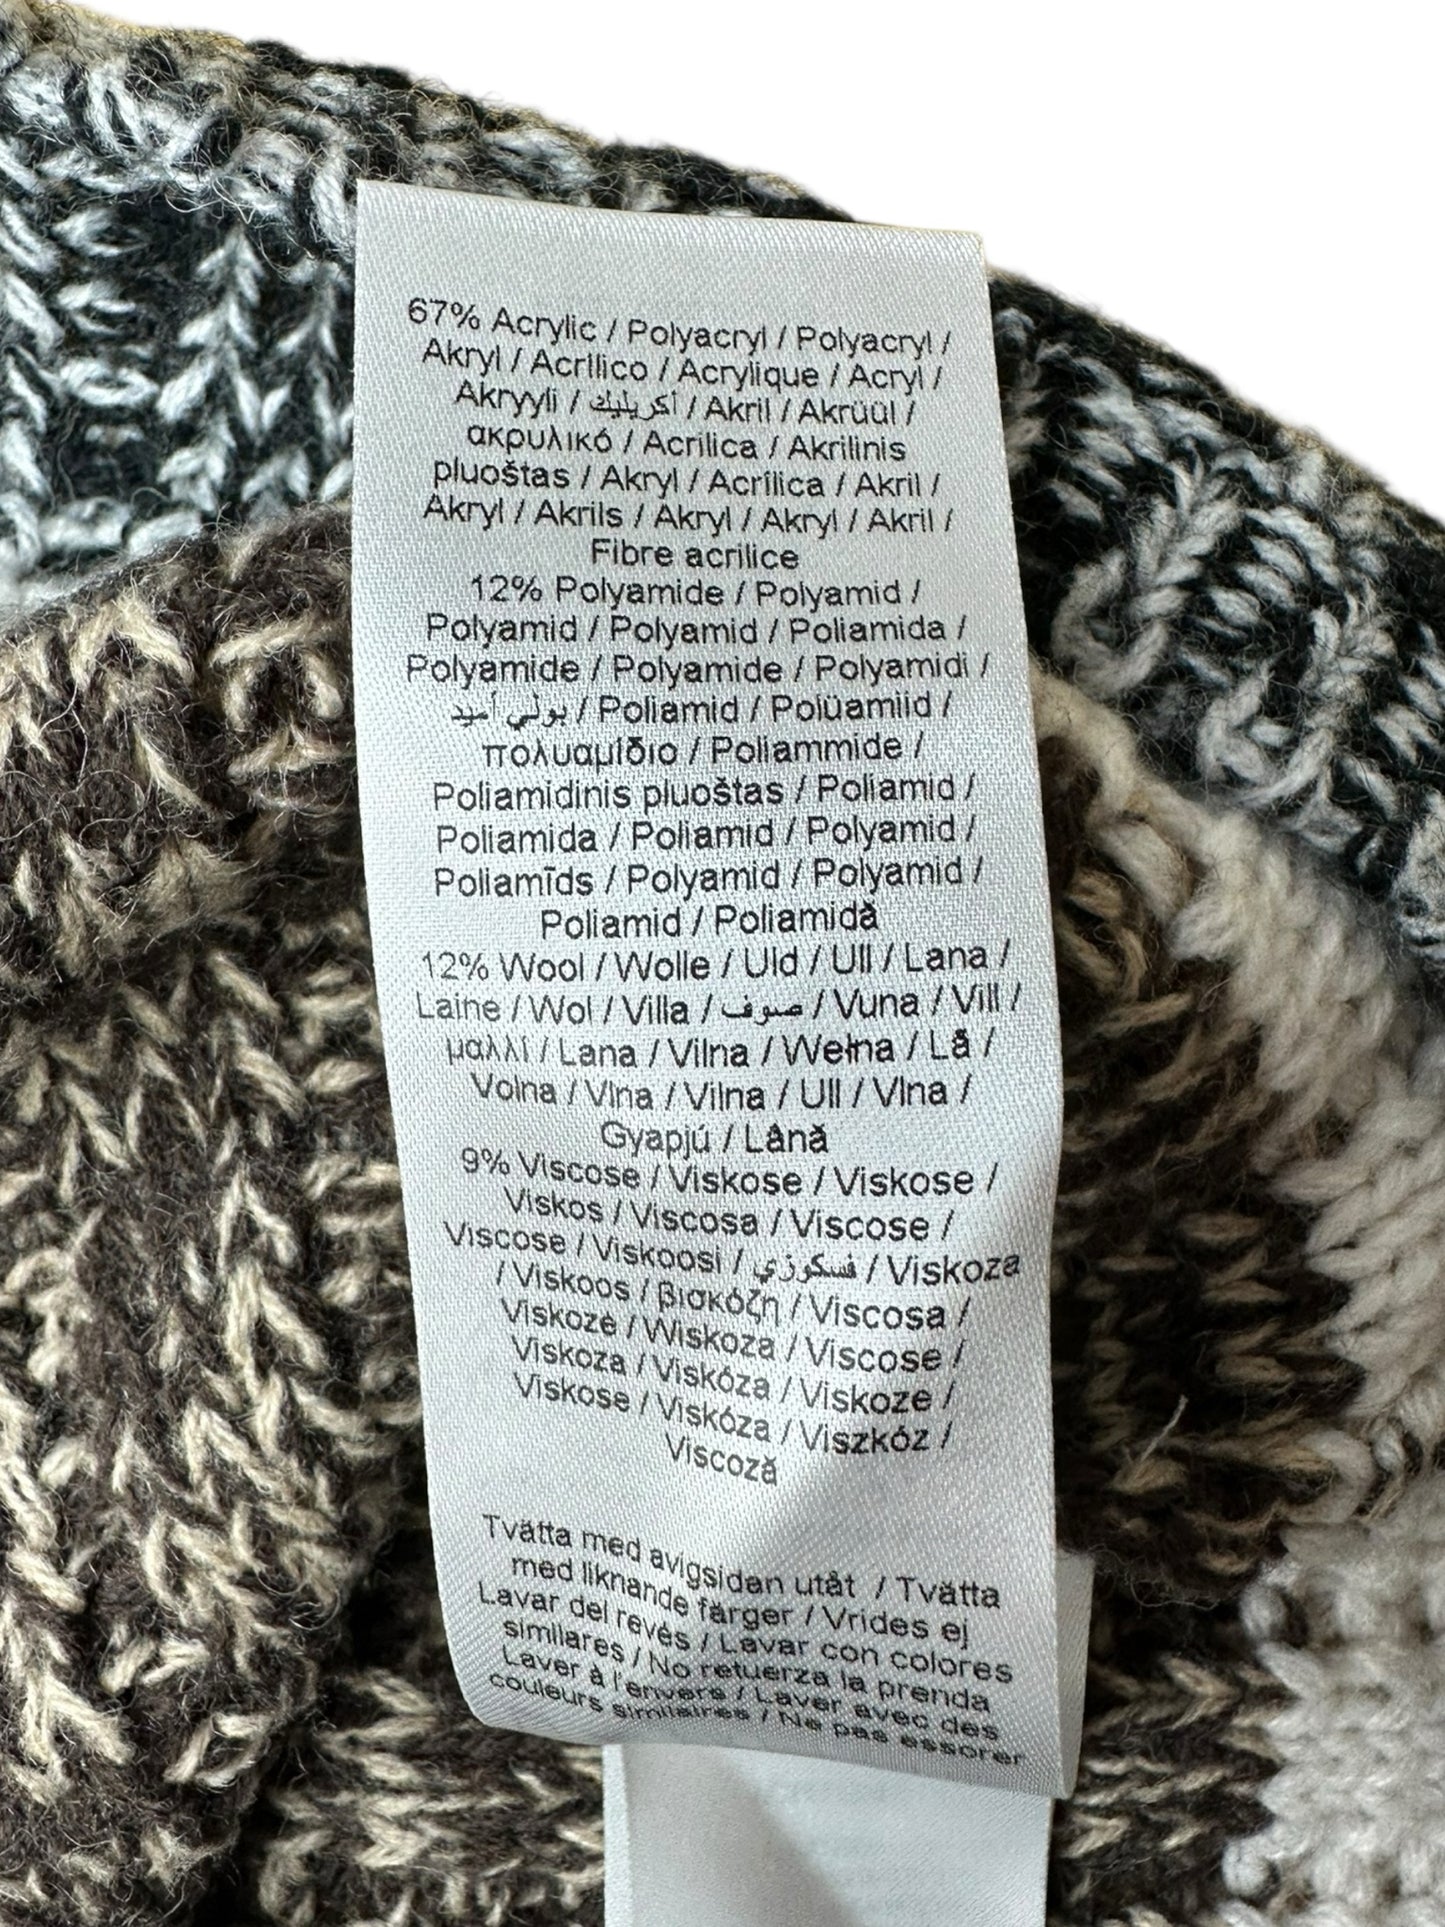 67% Acrylic / Polyacryl / Polyacryl /
Akryl / Acrilico / Acrylique / Acryl /
Akryyli / أكريليك / Akril / Akrüül /
ακρυλικό / Acrilica / Akrilinis
pluoštas / Akryl / Acrílica / Akril /
Akryl / Akrils / Akryl / Akryl / Akril /
Fibre acrilice
12% Polyamide / Polyamid /
Polyamid / Polyamid / Poliamida /
Polyamide / Polyamide / Polyamidi /
بولي أميد / Poliamid / Polüamiid /
πολυαμίδιο / Poliammide /
Poliamidinis pluoštas / Poliamid /
Poliamida / Poliamid / Polyamid /
Poliamīds / Polyamid / Polyamid /
Poliamid / Poliamidă
12% Wool / Wolle / Uld / Ull / Lana /
Laine / Wol / Villa / صوف / Vuna / Vill /
μαλλί / Lana / Vilna / Wełna / Lã /
Volna / Vlna / Vilna / Ull / Vlna /
Gyapjú / Lână
9% Viscose / Viskose / Viskose /
Viskos / Viscosa / Viscose /
Viscose / Viskoosi / فسكوزي / Viskoza
/ Viskoos / βισκόζη / Viscosa /
Viskozė / Wiskoza / Viscose /
Viskoza / Viskóza / Viskoze /
Viskose / Viskóza / Viszkóz /
Viscoză
Tvätta med avigsidan utåt / Tvätta
med liknande färger / Vrides ej
Lavar del revés / Lavar con colores
similares / No retuerza la prenda
Laver à l'envers / Laver avec des
couleurs similaires / Ne pas essorer